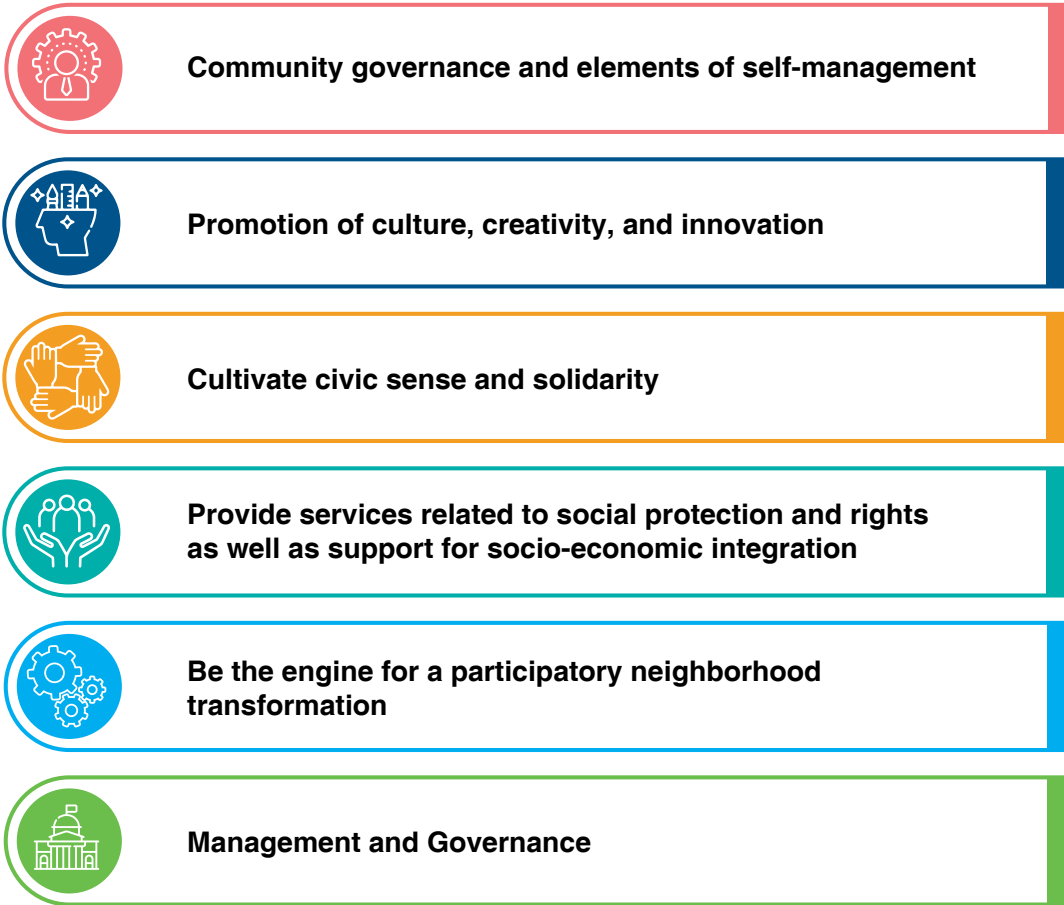 Community governance and elements of self-management
Promotion of culture, creativity, and innovation
Cultivate civic sense and solidarity
Provide services related to social protection and rights
as well as support for socio-economic integration
Be the engine for a participatory neighborhood
transformation
Management and Governance